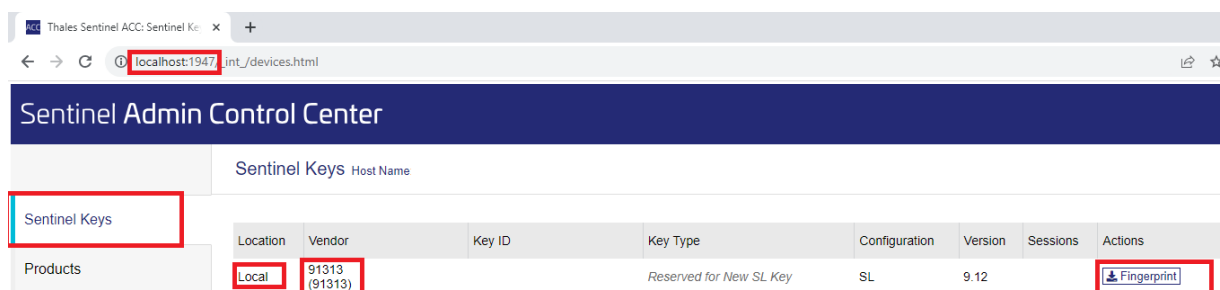 ACC Thales Sentinel ACC: Sentinel Ke
localhost:1947/_int_/devices.html
Sentinel Admin Control Center
Sentinel Keys Host Name
Sentinel Keys
Location Vendor Key ID Key Type Configuration Version Sessions Actions
Products
Local 91313 Reserved for New SL Key SL 9.12 Fingerprint
(91313)